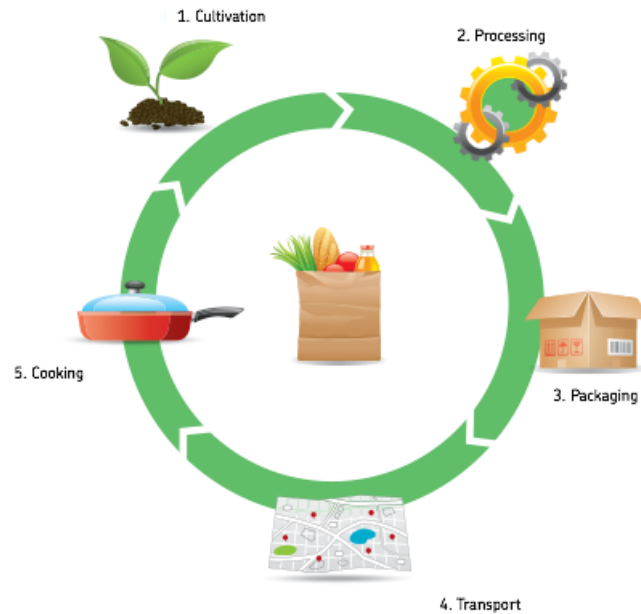 1. Cultivation
2. Processing
3. Packaging
4. Transport
5. Cooking